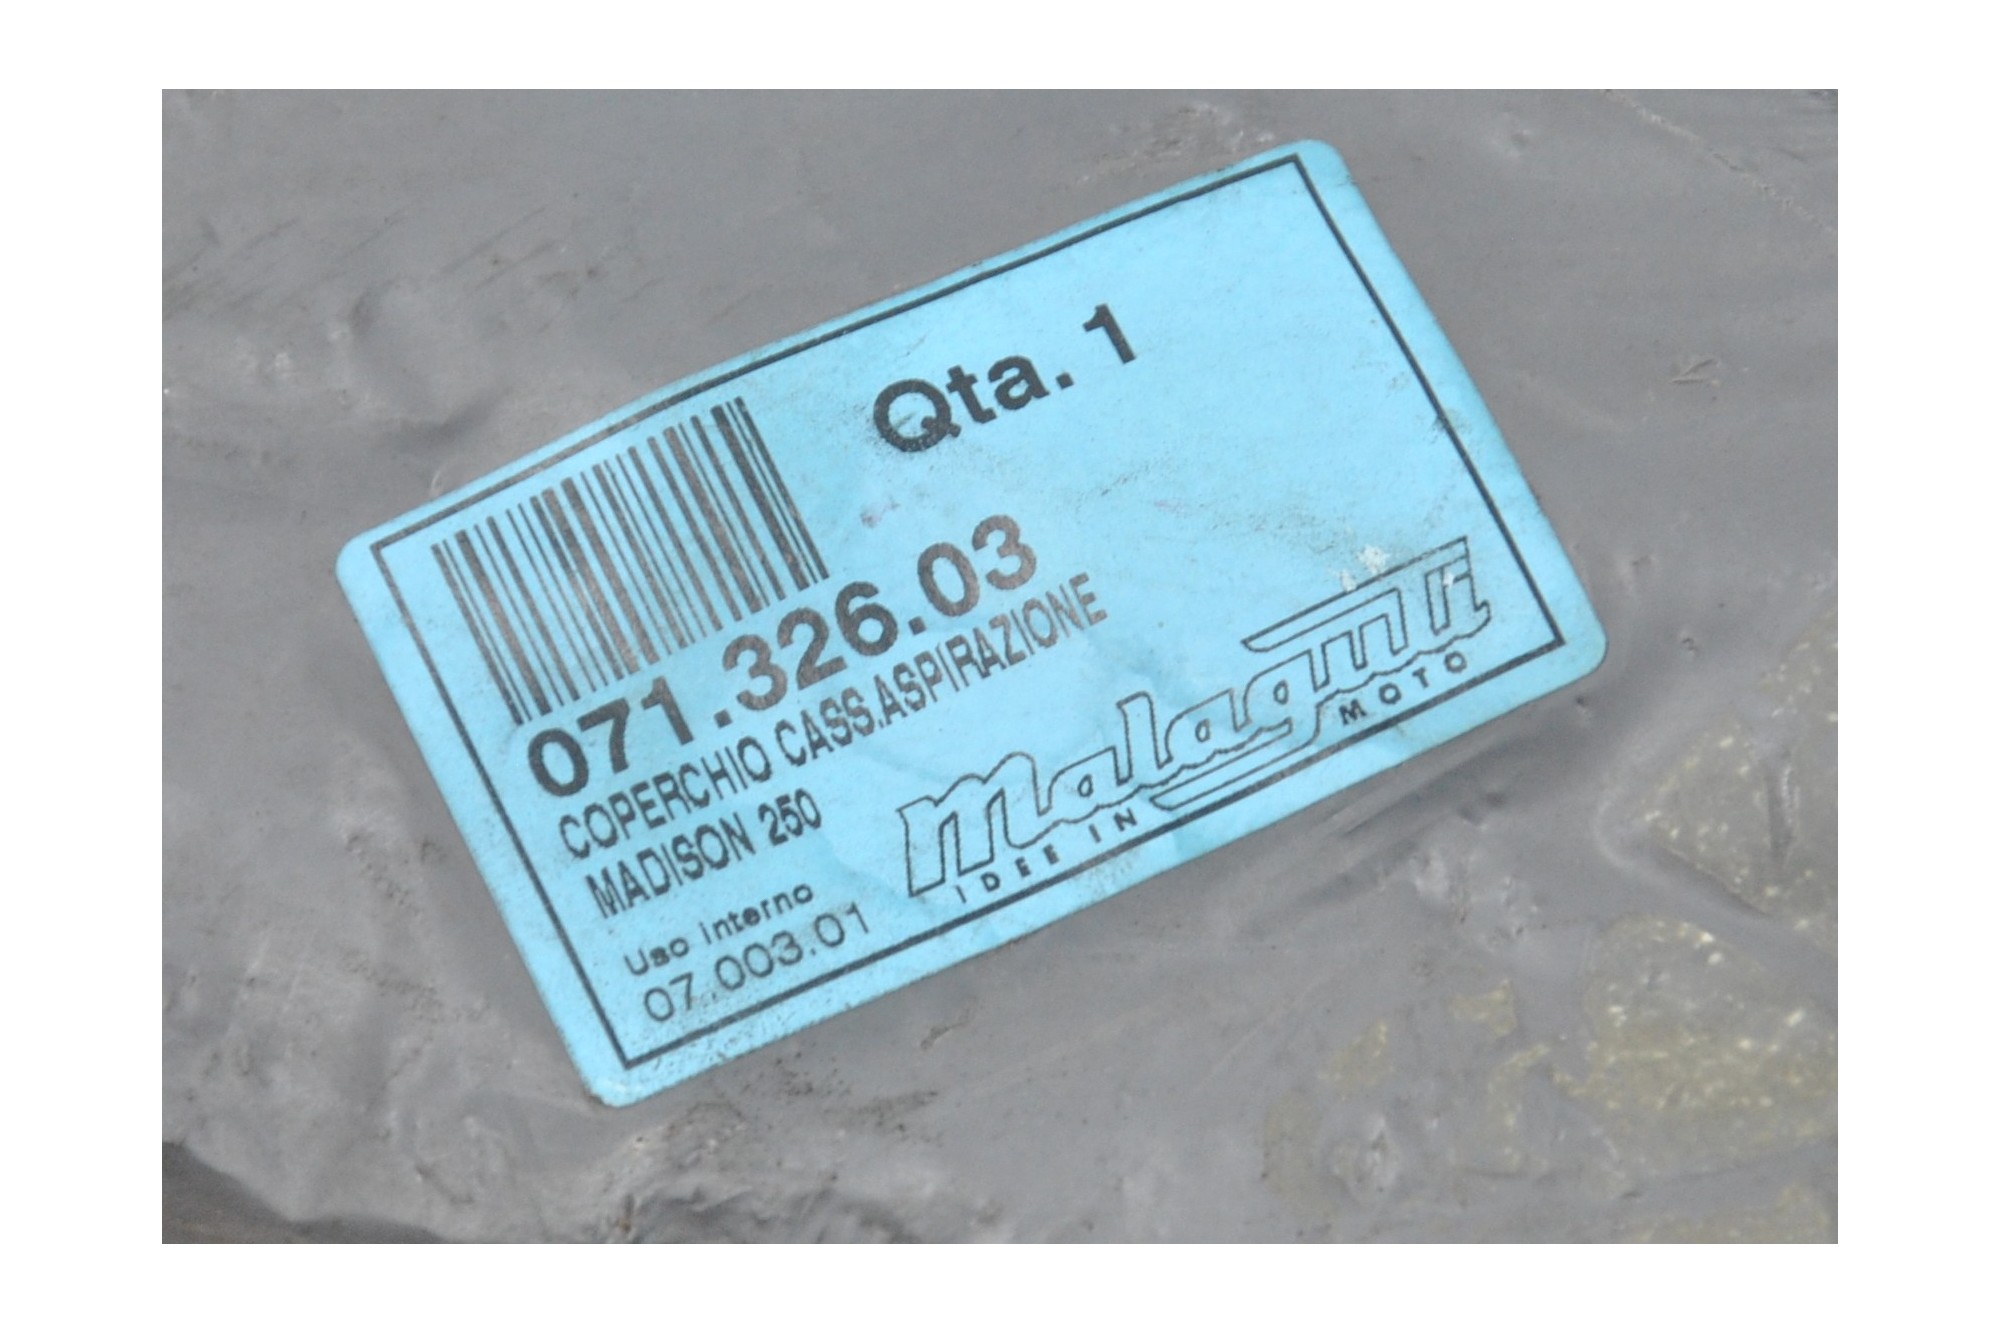 Qta. 1
071.326.03
COPERCHIO CASS.ASPIRAZIONE
MADISON 250
Uso interno
07.003.01
Malaguti
IDEE IN MOTO